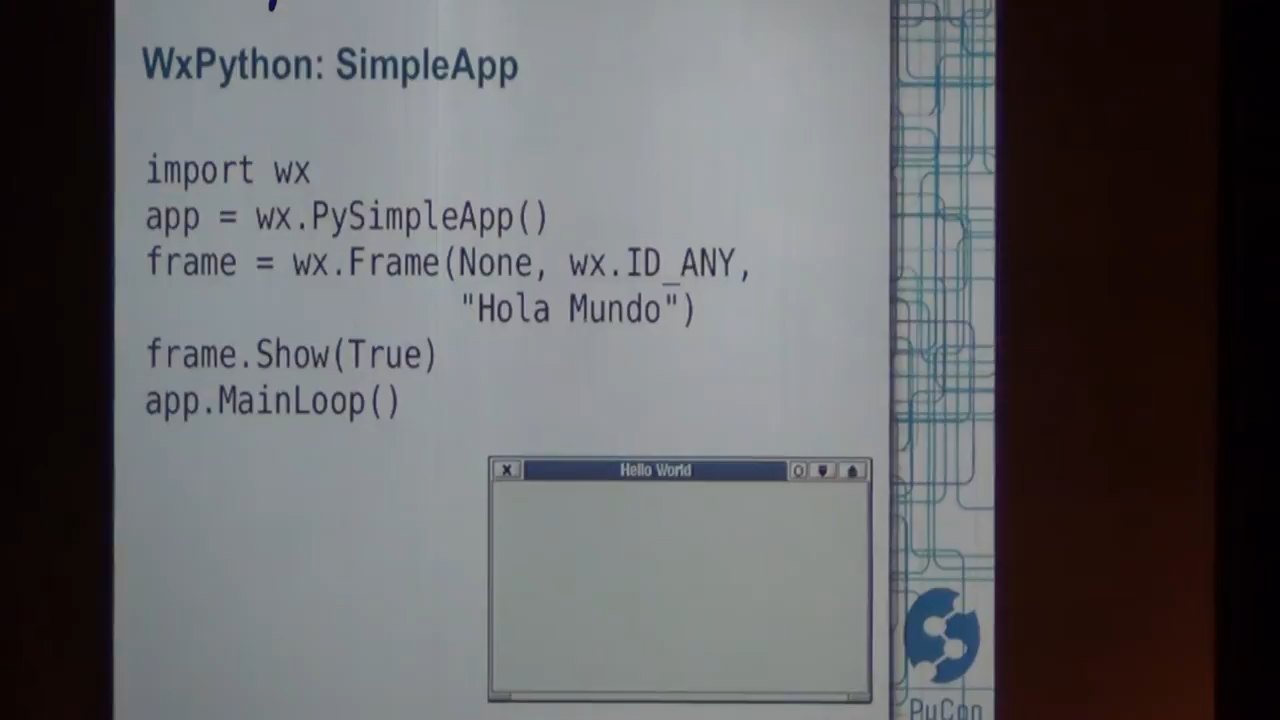 WxPython: SimpleApp
import wx
app = wx.PySimpleApp()
frame = wx.Frame(None, wx.ID_ANY,
"Hola Mundo")
frame.Show(True)
app.MainLoop()
Hello World
PyCon